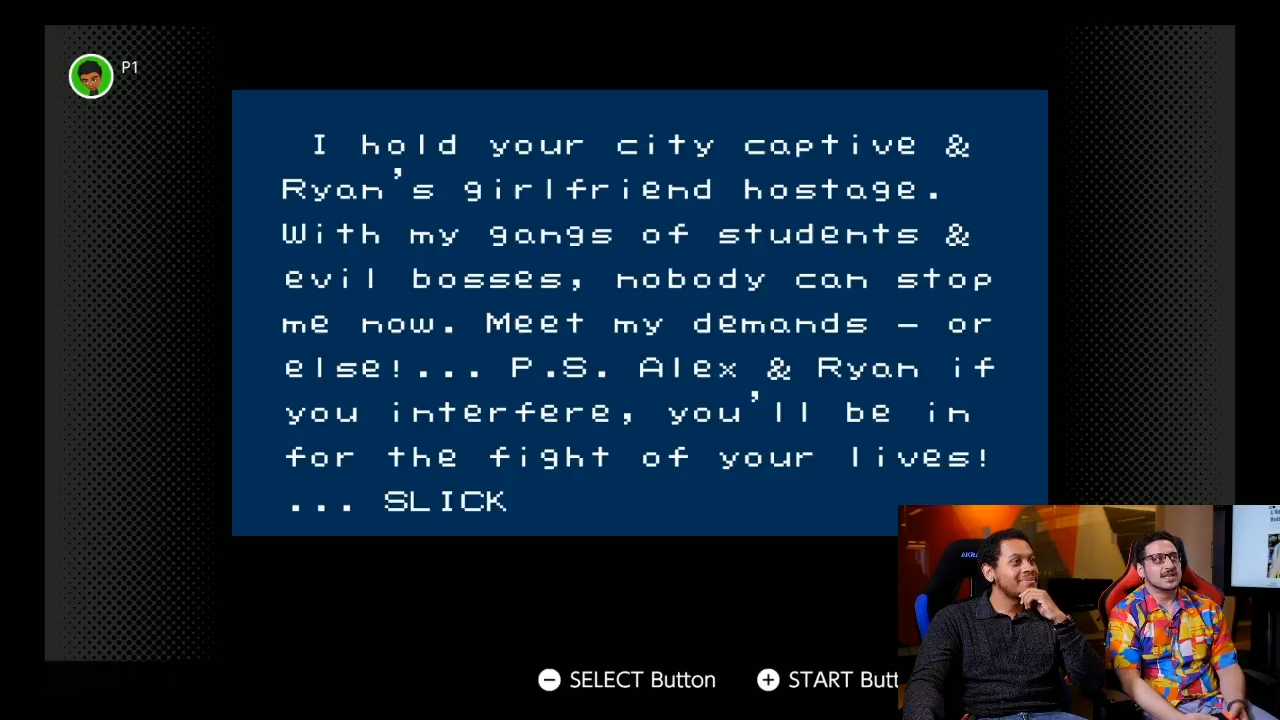 P1
I hold your city captive &
Ryan's girlfriend hostage.
With my gangs of students &
evil bosses, nobody can stop
me now. Meet my demands - or
else!... P.S. Alex & Ryan if
you interfere, you'll be in
for the fight of your lives!
... SLICK
SELECT Button
START Butt